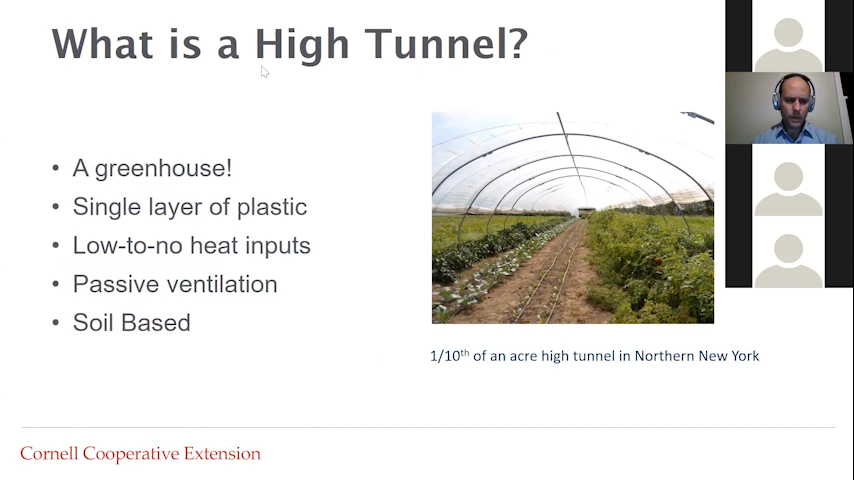 What is a High Tunnel?
• A greenhouse!
• Single layer of plastic
• Low-to-no heat inputs
• Passive ventilation
• Soil Based
1/10th of an acre high tunnel in Northern New York
Cornell Cooperative Extension